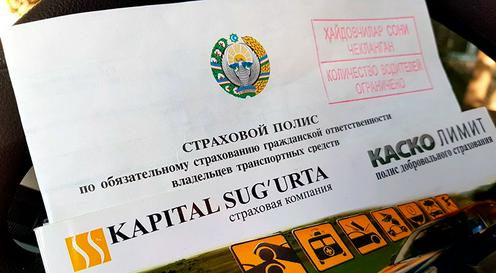 ҲАЙДОВЧИЛАР СОНИ
ЧЕКЛАНГАН
КОЛИЧЕСТВО ВОДИТЕЛЕЙ
ОГРАНИЧЕНО
СТРАХОВОЙ ПОЛИС
по обязательному страхованию гражданской ответственности
владельцев транспортных средств
KAPITAL SUG'URTA
страховая компания
КАСКО ЛИМИТ
полис добровольного страхования